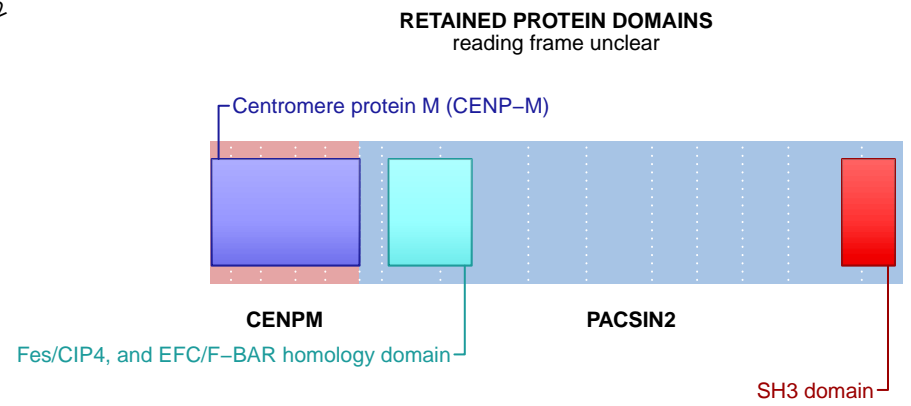 RETAINED PROTEIN DOMAINS
reading frame unclear
Centromere protein M (CENP−M)
CENPM
PACSIN2
Fes/CIP4, and EFC/F−BAR homology domain
SH3 domain